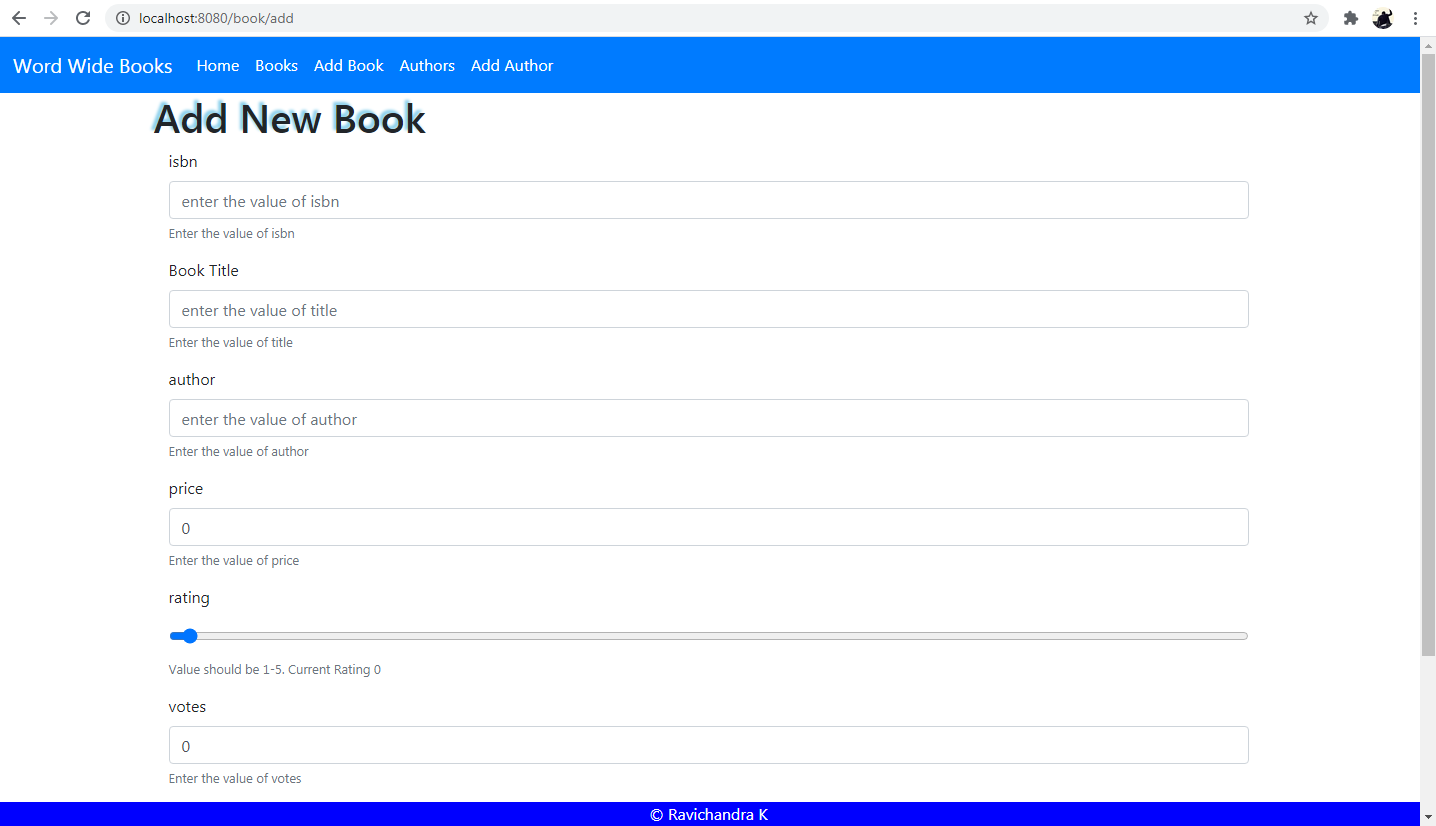 localhost:8080/book/add
Word Wide Books Home Books Add Book Authors Add Author
Add New Book
isbn
enter the value of isbn
Enter the value of isbn
Book Title
enter the value of title
Enter the value of title
author
enter the value of author
Enter the value of author
price
0
Enter the value of price
rating
Value should be 1-5. Current Rating 0
votes
0
Enter the value of votes
© Ravichandra K